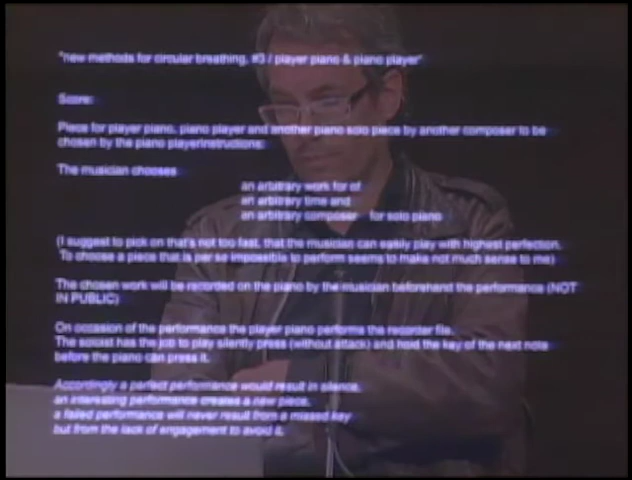 "new methods for circular breathing, #3 / player piano & piano player"
Score:
Piece for player piano, piano player and another piano solo piece by another composer to be
chosen by the piano playerinstructions:
The musician chooses
an arbitrary work for of
an arbitrary time and
an arbitrary composer for solo piano
(I suggest to pick on that's not too fast, that the musician can easily play with highest perfection.
To choose a piece that is per se impossible to perform seems to make not much sense to me)
The chosen work will be recorded on the piano by the musician beforehand the performance (NOT
IN PUBLIC)
On occasion of the performance the player piano performs the recorder file.
The soloist has the job to play silently press (without attack) and hold the key of the next note
before the piano can press it.
Accordingly a perfect performance would result in silence,
an interesting performance creates a new piece,
a failed performance will never result from a missed key
but from the lack of engagement to avoid it.